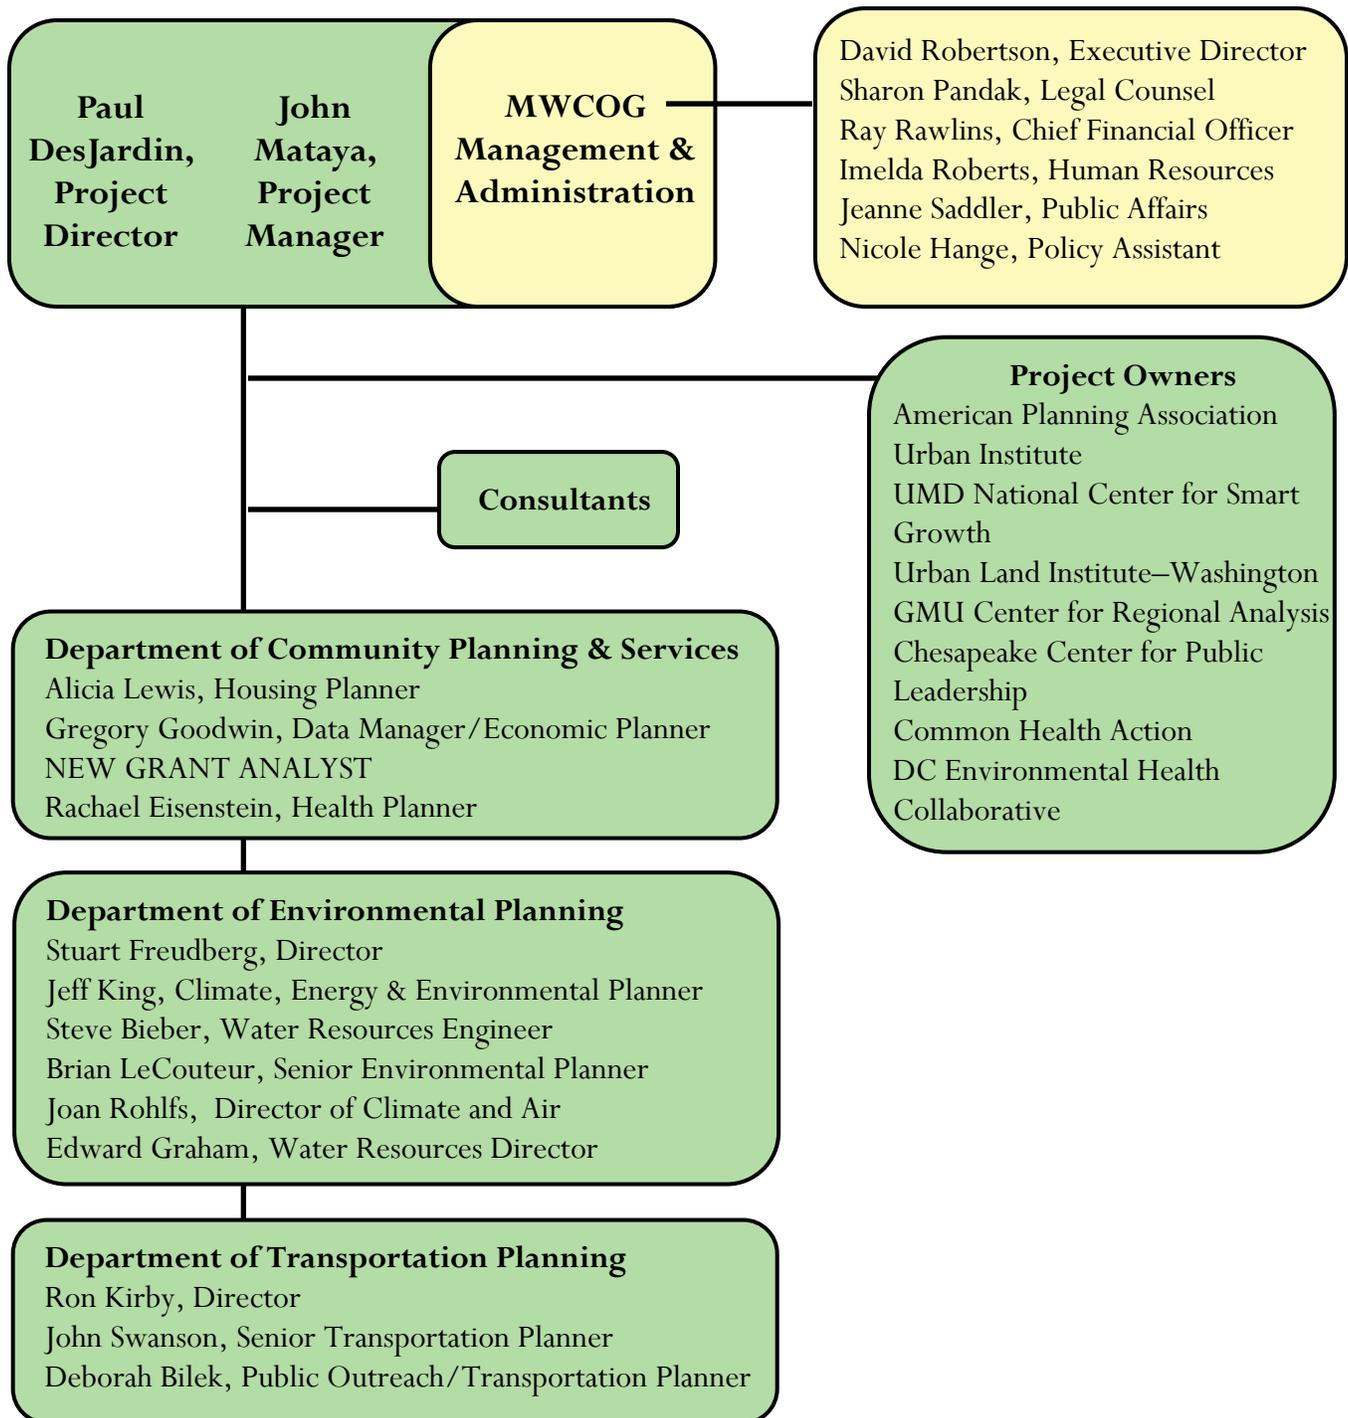 Paul
DesJardin,
Project
Director
John
Mataya,
Project
Manager
MWCOG
Management &
Administration
David Robertson, Executive Director
Sharon Pandak, Legal Counsel
Ray Rawlins, Chief Financial Officer
Imelda Roberts, Human Resources
Jeanne Saddler, Public Affairs
Nicole Hange, Policy Assistant
Project Owners
American Planning Association
Urban Institute
UMD National Center for Smart
Growth
Urban Land Institute–Washington
GMU Center for Regional Analysis
Chesapeake Center for Public
Leadership
Common Health Action
DC Environmental Health
Collaborative
Consultants
Department of Community Planning & Services
Alicia Lewis, Housing Planner
Gregory Goodwin, Data Manager/Economic Planner
NEW GRANT ANALYST
Rachael Eisenstein, Health Planner
Department of Environmental Planning
Stuart Freudberg, Director
Jeff King, Climate, Energy & Environmental Planner
Steve Bieber, Water Resources Engineer
Brian LeCouteur, Senior Environmental Planner
Joan Rohlfs,  Director of Climate and Air
Edward Graham, Water Resources Director
Department of Transportation Planning
Ron Kirby, Director
John Swanson, Senior Transportation Planner
Deborah Bilek, Public Outreach/Transportation Planner